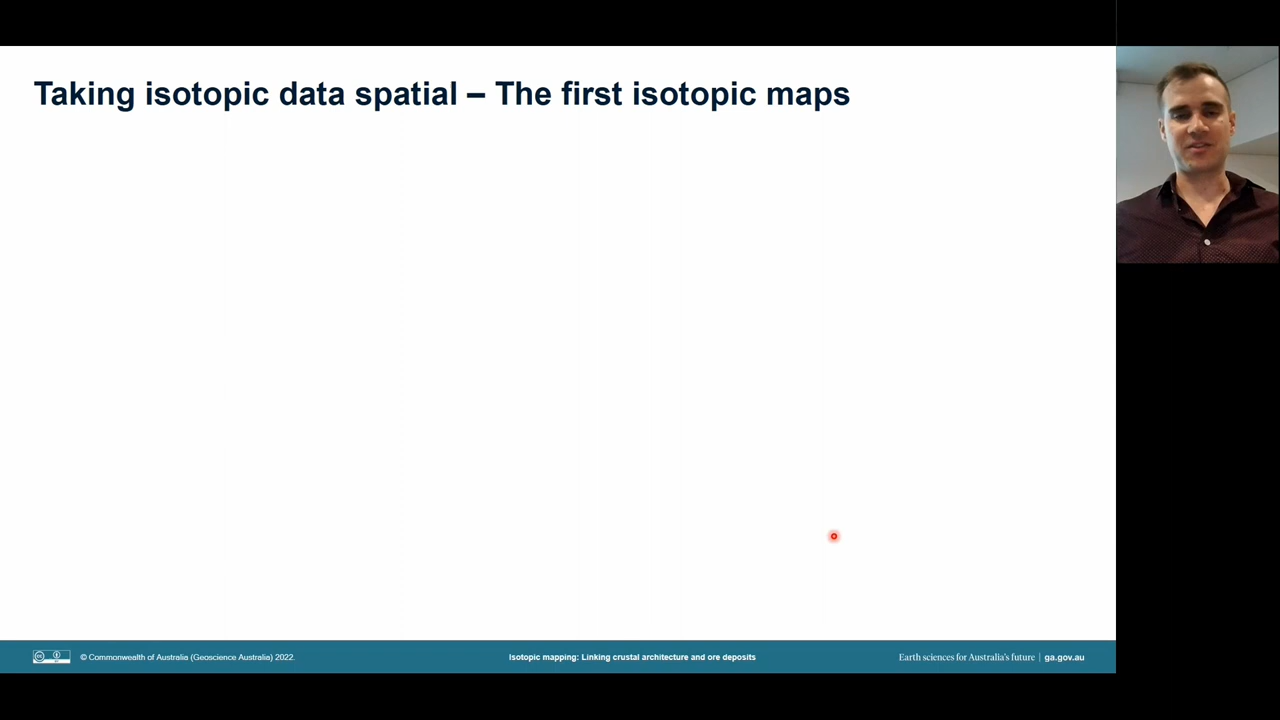 Taking isotopic data spatial – The first isotopic maps
© Commonwealth of Australia (Geoscience Australia) 2022.
Isotopic mapping: Linking crustal architecture and ore deposits
Earth sciences for Australia's future | ga.gov.au